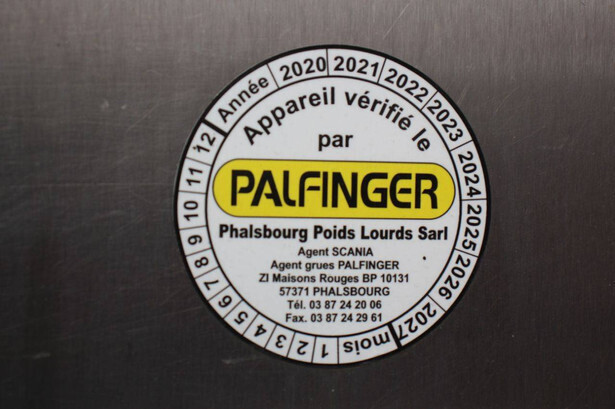 Année 2020 2021 2022 2023 2024 2025 2026 2027
mois 1 2 3 4 5 6 7 8 9 10 11 12
Appareil vérifié le
par
PALFINGER
Phalsbourg Poids Lourds Sarl
Agent SCANIA
Agent grues PALFINGER
ZI Maisons Rouges BP 10131
57371 PHALSBOURG
Tél. 03 87 24 20 06
Fax. 03 87 24 29 61